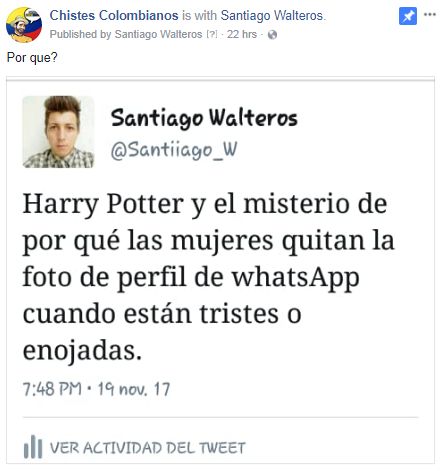 Chistes Colombianos is with Santiago Walteros.
Published by Santiago Walteros [?] · 22 hrs ·
Por que?
Santiago Walteros
@Santiiago_W
Harry Potter y el misterio de
por qué las mujeres quitan la
foto de perfil de whatsApp
cuando están tristes o
enojadas.
7:48 PM • 19 nov. 17
VER ACTIVIDAD DEL TWEET